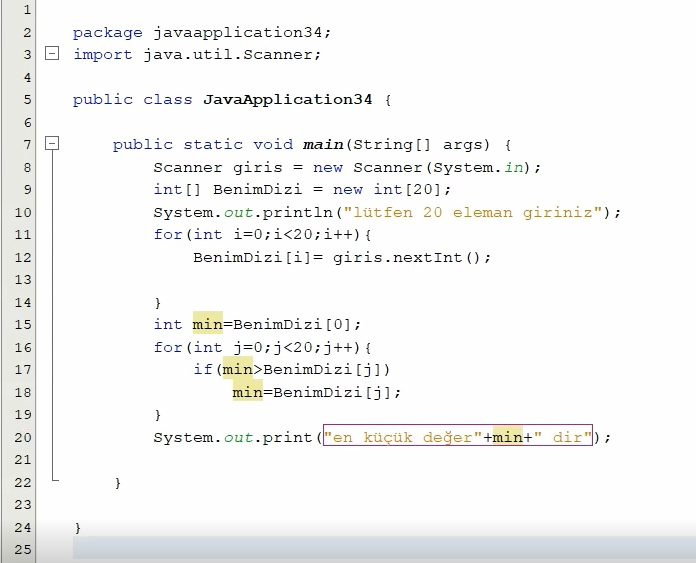 1
2 package javaapplication34;
3 import java.util.Scanner;
4
5 public class JavaApplication34 {
6
7 public static void main(String[] args) {
8 Scanner giris = new Scanner(System.in);
9 int[] BenimDizi = new int[20];
10 System.out.println("lütfen 20 eleman giriniz");
11 for(int i=0;i<20;i++){
12 BenimDizi[i]= giris.nextInt();
13
14 }
15 int min=BenimDizi[0];
16 for(int j=0;j<20;j++){
17 if(min>BenimDizi[j])
18 min=BenimDizi[j];
19 }
20 System.out.print("en küçük değer"+min+" dir");
21
22 }
23
24 }
25